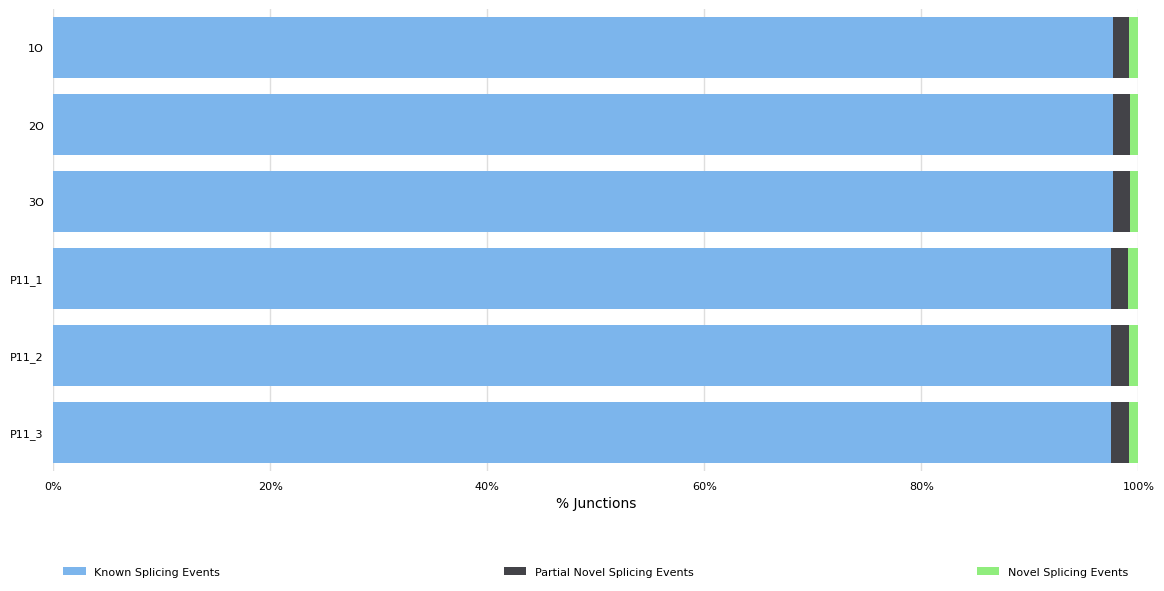 1O
2O
3O
P11_1
P11_2
P11_3
0% 20% 40% 60% 80% 100%
% Junctions
Known Splicing Events Partial Novel Splicing Events Novel Splicing Events